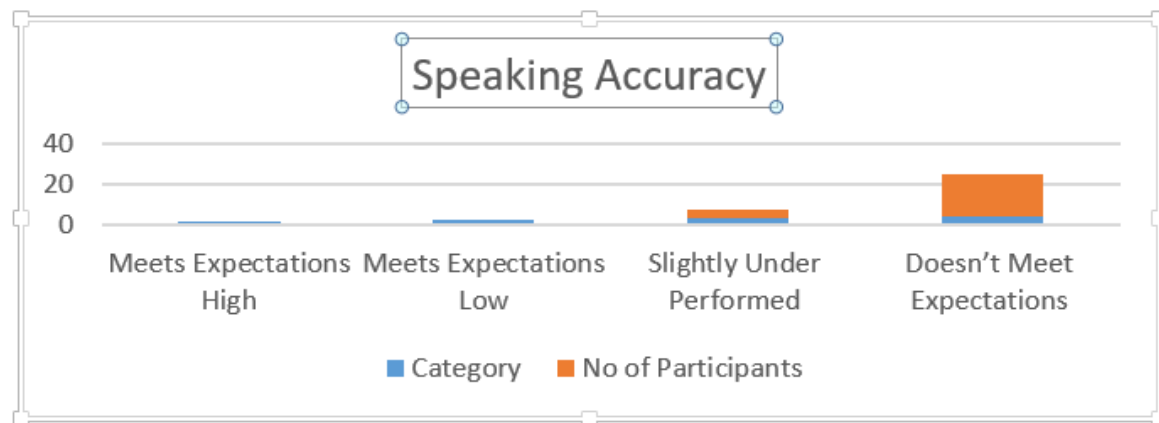 Speaking Accuracy
40
20
0
Meets Expectations High
Meets Expectations Low
Slightly Under Performed
Doesn’t Meet Expectations
Category
No of Participants